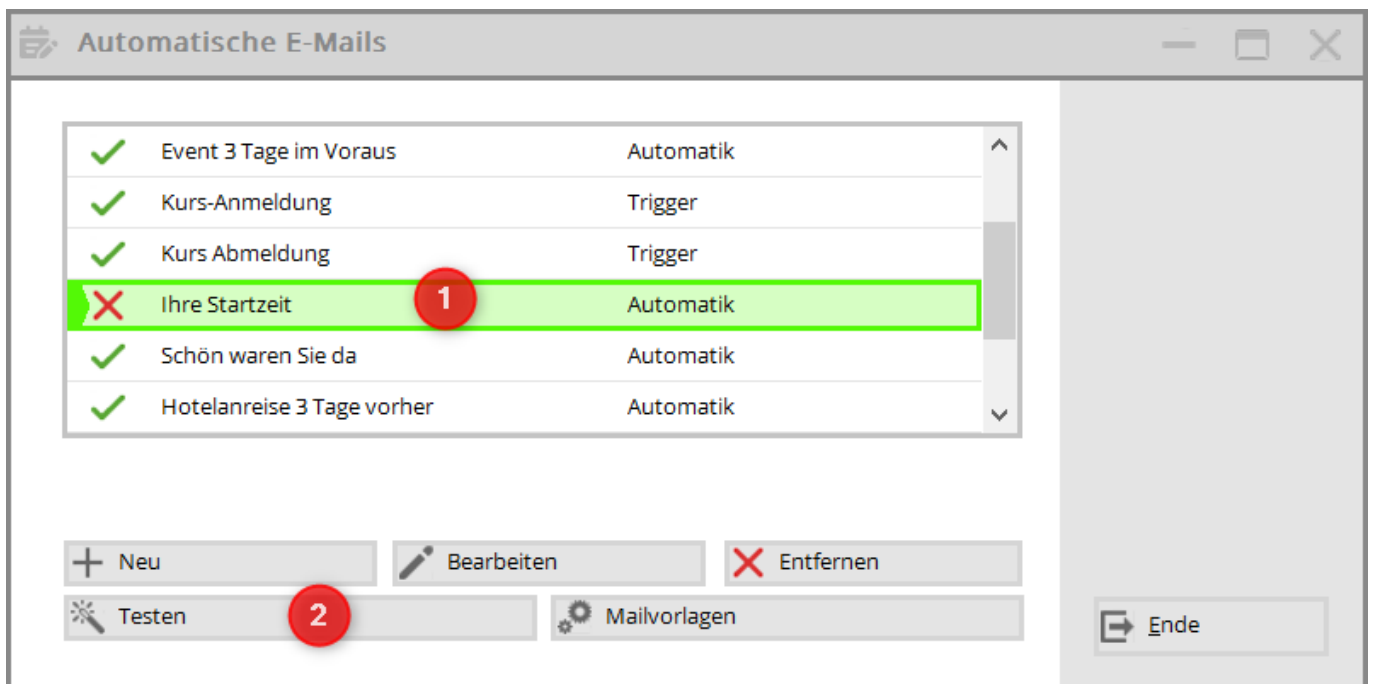 Automatische E-Mails
Event 3 Tage im Voraus Automatik
Kurs-Anmeldung Trigger
Kurs Abmeldung Trigger
Ihre Startzeit 1 Automatik
Schön waren Sie da Automatik
Hotelanreise 3 Tage vorher Automatik
Neu Bearbeiten Entfernen
Testen 2 Mailvorlagen
Ende